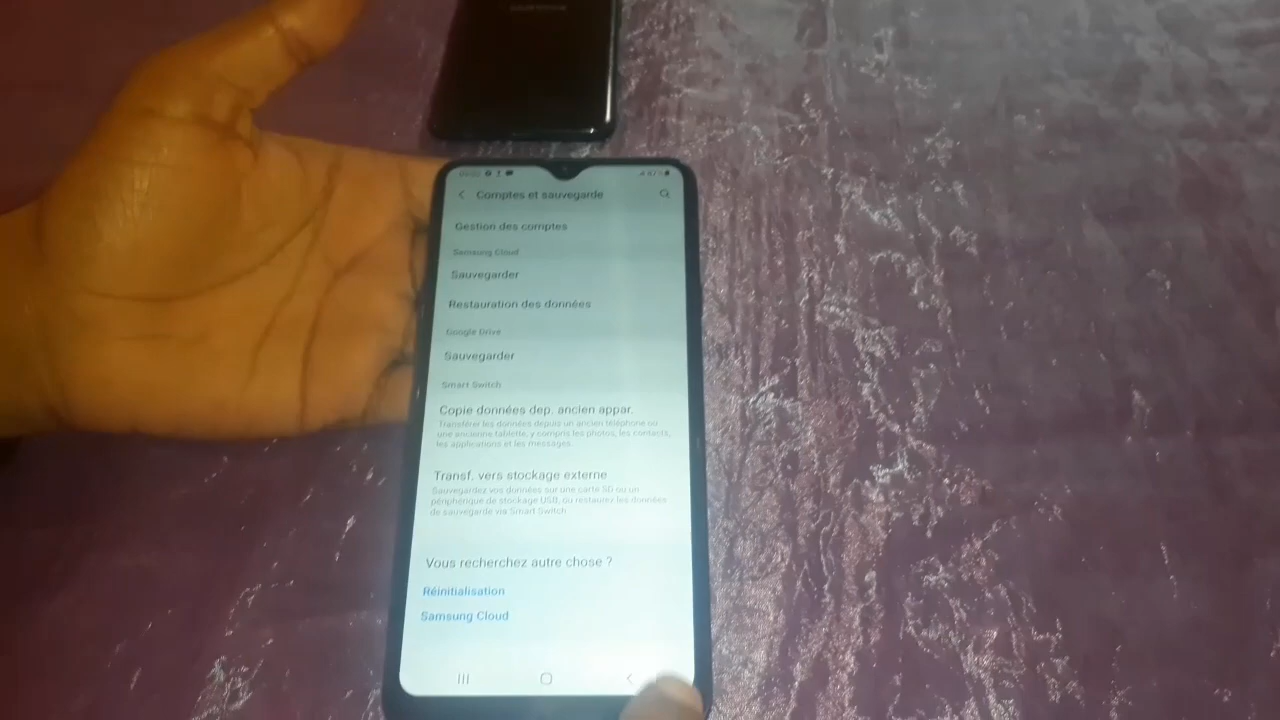 Comptes et sauvegarde
Gestion des comptes
Samsung Cloud
Sauvegarder
Restauration des données
Google Drive
Sauvegarder
Smart Switch
Copie données dep. ancien appar.
Transférer les données depuis un ancien téléphone ou
une ancienne tablette, y compris les photos, les contacts,
les applications et les messages.
Transf. vers stockage externe
Sauvegardez vos données sur une carte SD ou un
périphérique de stockage USB, ou restaurez les données
de sauvegarde via Smart Switch
Vous recherchez autre chose ?
Réinitialisation
Samsung Cloud